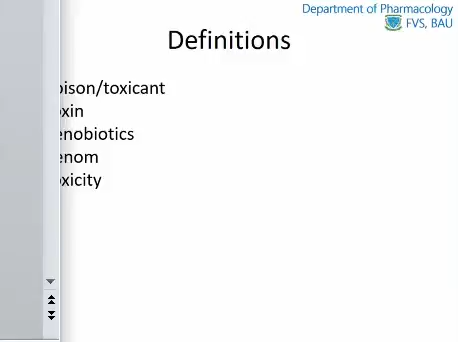 Department of Pharmacology
FVS, BAU
Definitions
oison/toxicant
oxin
enobiotics
enom
oxicity